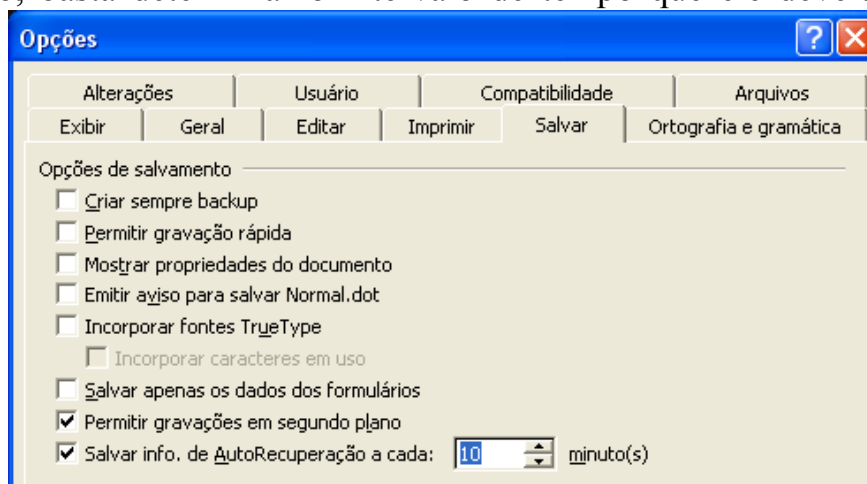 Opções
Alterações Usuário Compatibilidade Arquivos
Exibir Geral Editar Imprimir Salvar Ortografia e gramática
Opções de salvamento
Criar sempre backup
Permitir gravação rápida
Mostrar propriedades do documento
Emitir aviso para salvar Normal.dot
Incorporar fontes TrueType
Incorporar caracteres em uso
Salvar apenas os dados dos formulários
Permitir gravações em segundo plano
Salvar info. de AutoRecuperação a cada: 10 minuto(s)